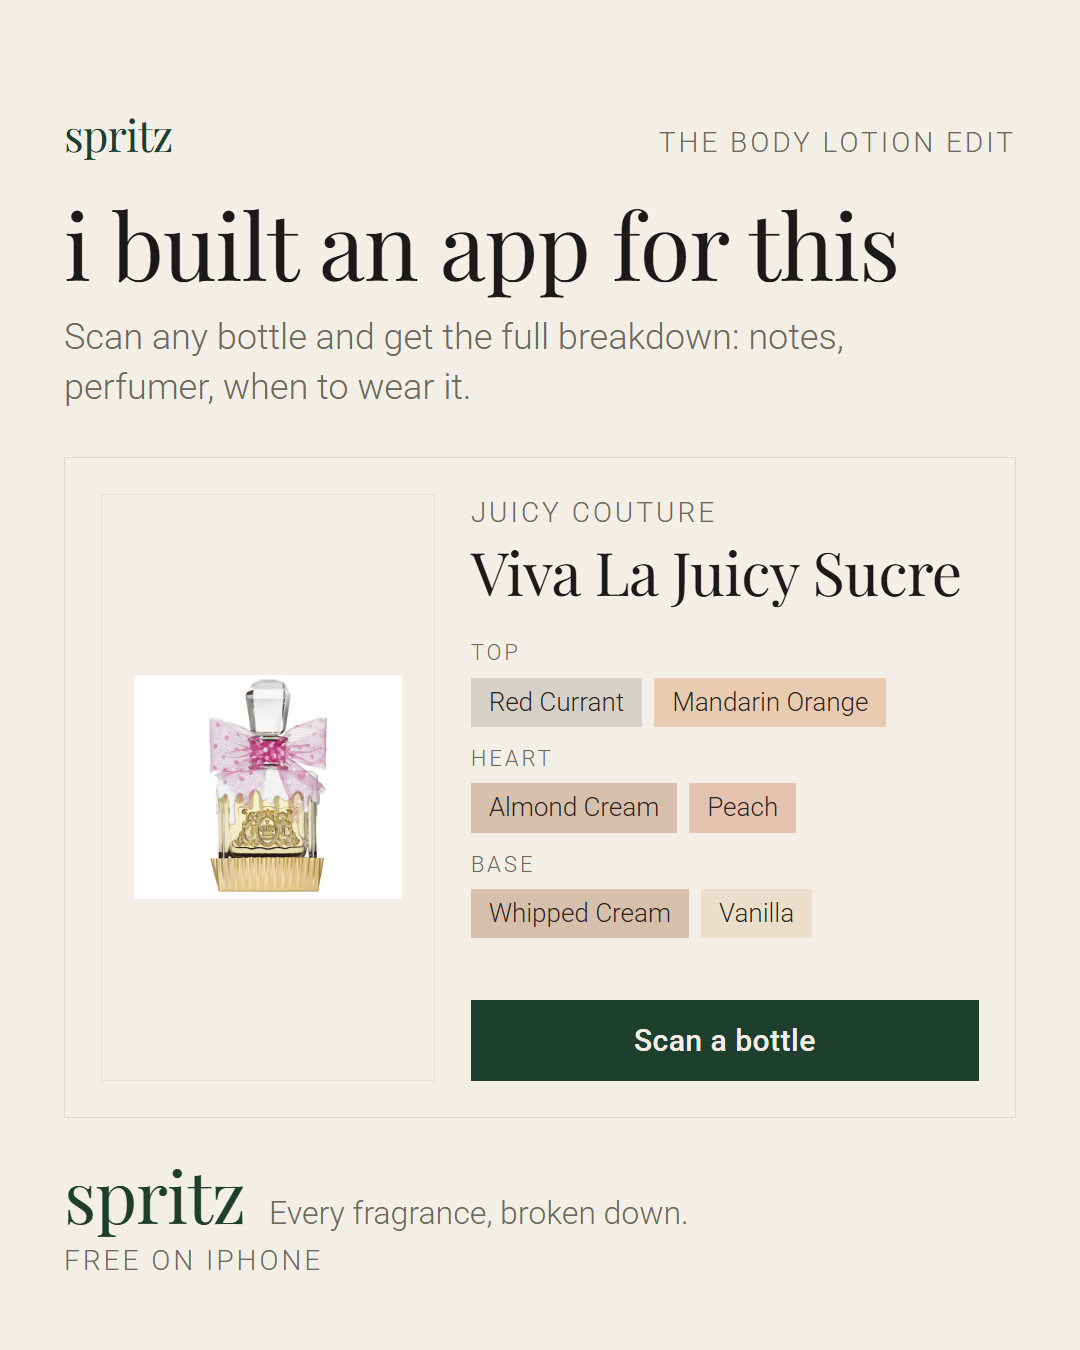 spritz
THE BODY LOTION EDIT
i built an app for this
Scan any bottle and get the full breakdown: notes,
perfumer, when to wear it.
JUICY COUTURE
Viva La Juicy Sucre
TOP
Red Currant
Mandarin Orange
HEART
Almond Cream
Peach
BASE
Whipped Cream
Vanilla
Scan a bottle
spritz
Every fragrance, broken down.
FREE ON IPHONE